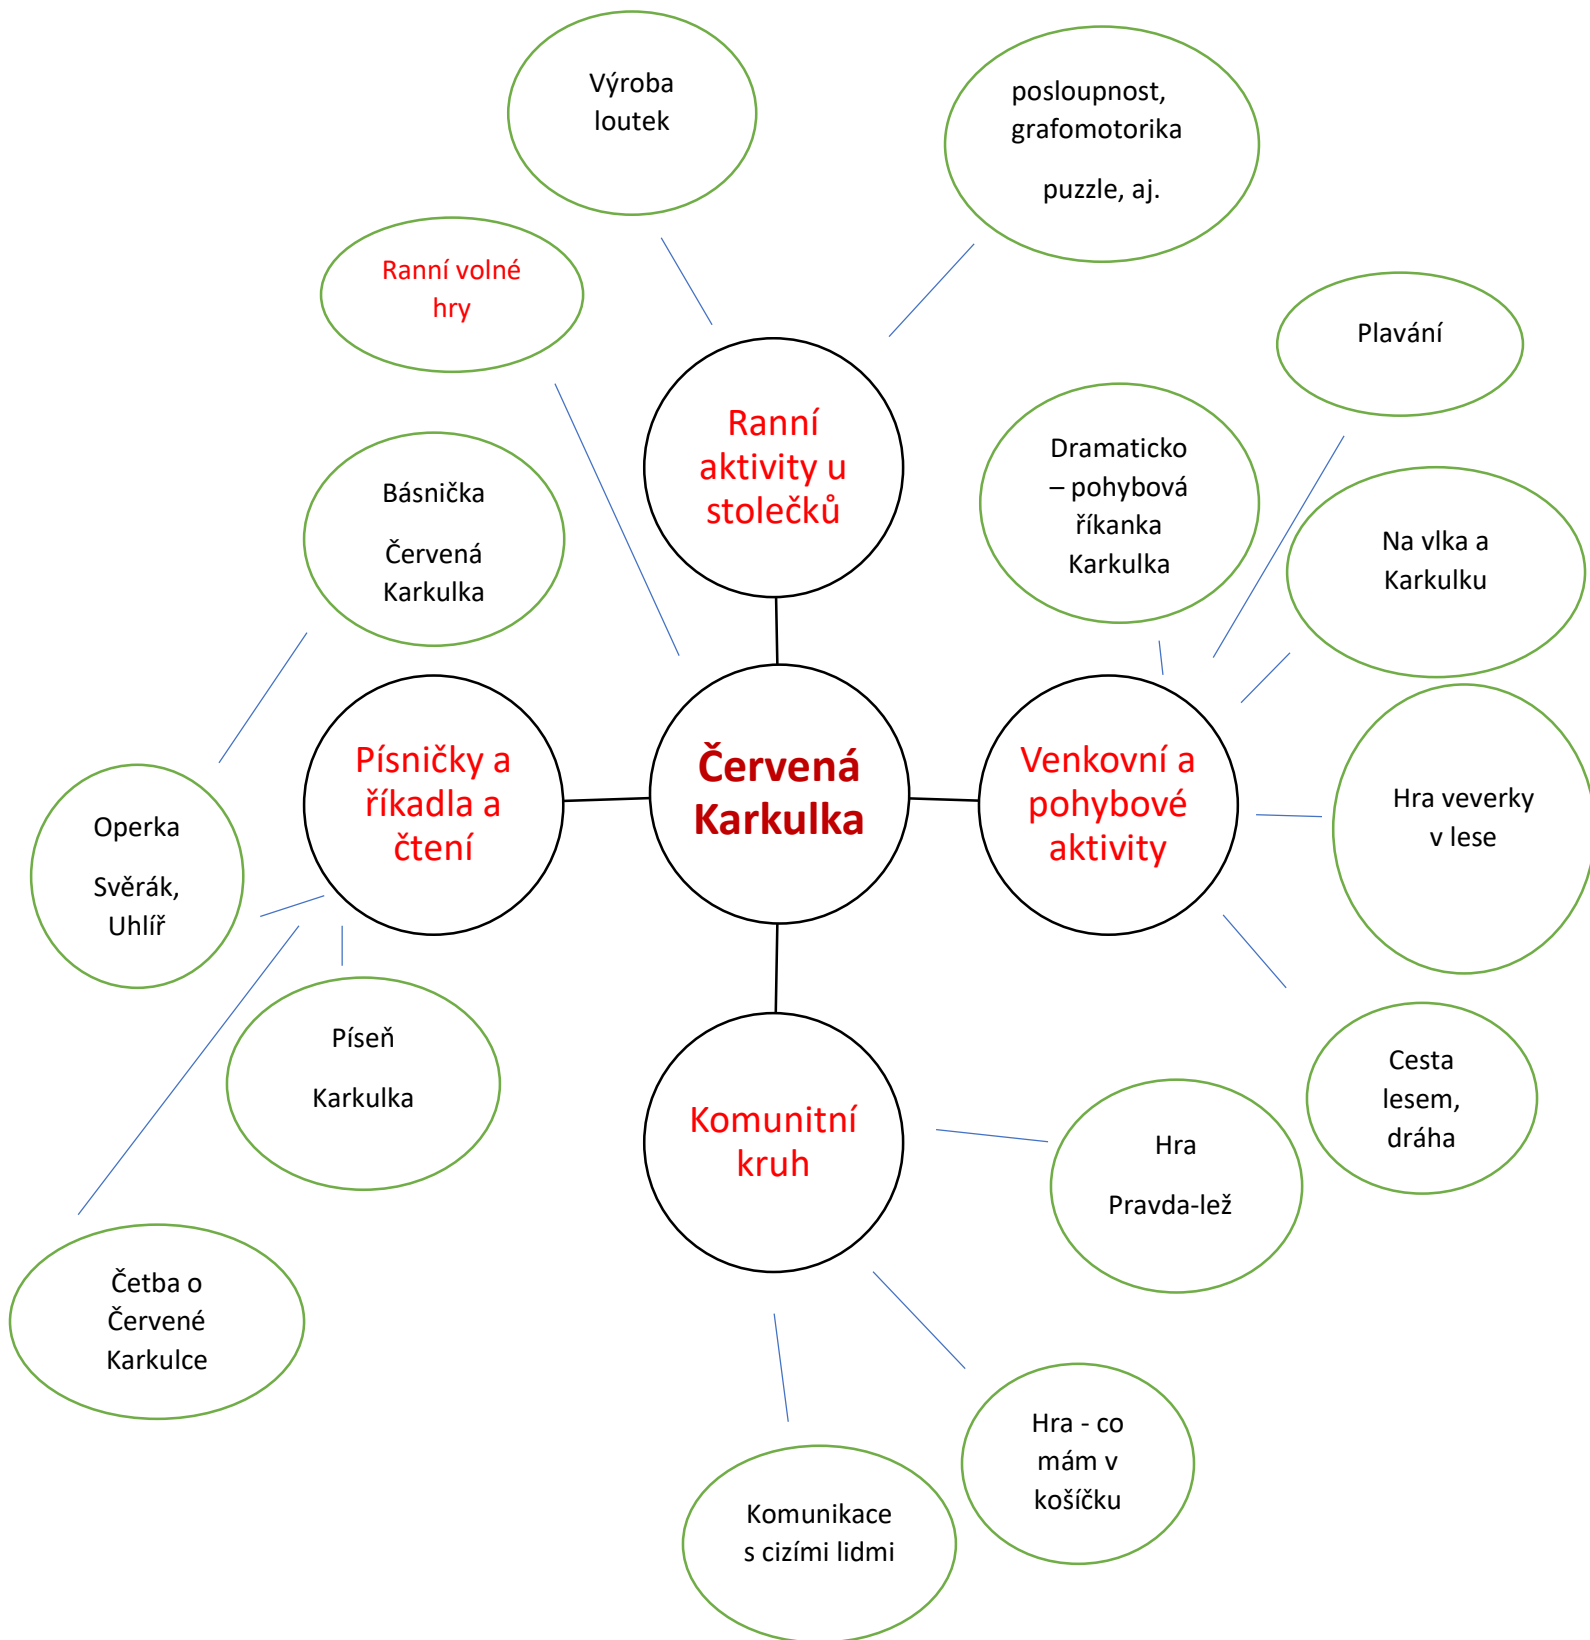 Výroba
loutek
posloupnost,
grafomotorika
puzzle, aj.
Ranní volné
hry
Plavání
Ranní
aktivity u
stolečků
Dramaticko
– pohybová
říkanka
Karkulka
Básnička
Červená
Karkulka
Na vlka a
Karkulku
Písničky a
říkadla a
čtení
Červená
Karkulka
Venkovní a
pohybové
aktivity
Hra veverky
v lese
Operka
Svěrák,
Uhlíř
Píseň
Karkulka
Komunitní
kruh
Cesta
lesem,
dráha
Hra
Pravda-lež
Četba o
Červené
Karkulce
Hra - co
mám v
košíčku
Komunikace
s cizími lidmi